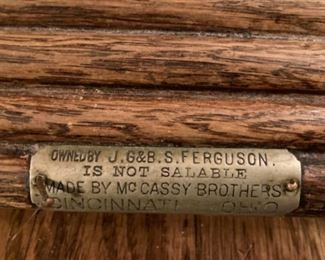 OWNED BY J.G&B.S.FERGUSON.
IS NOT SALABLE
MADE BY McCASSY BROTHERS
CINCINNATI